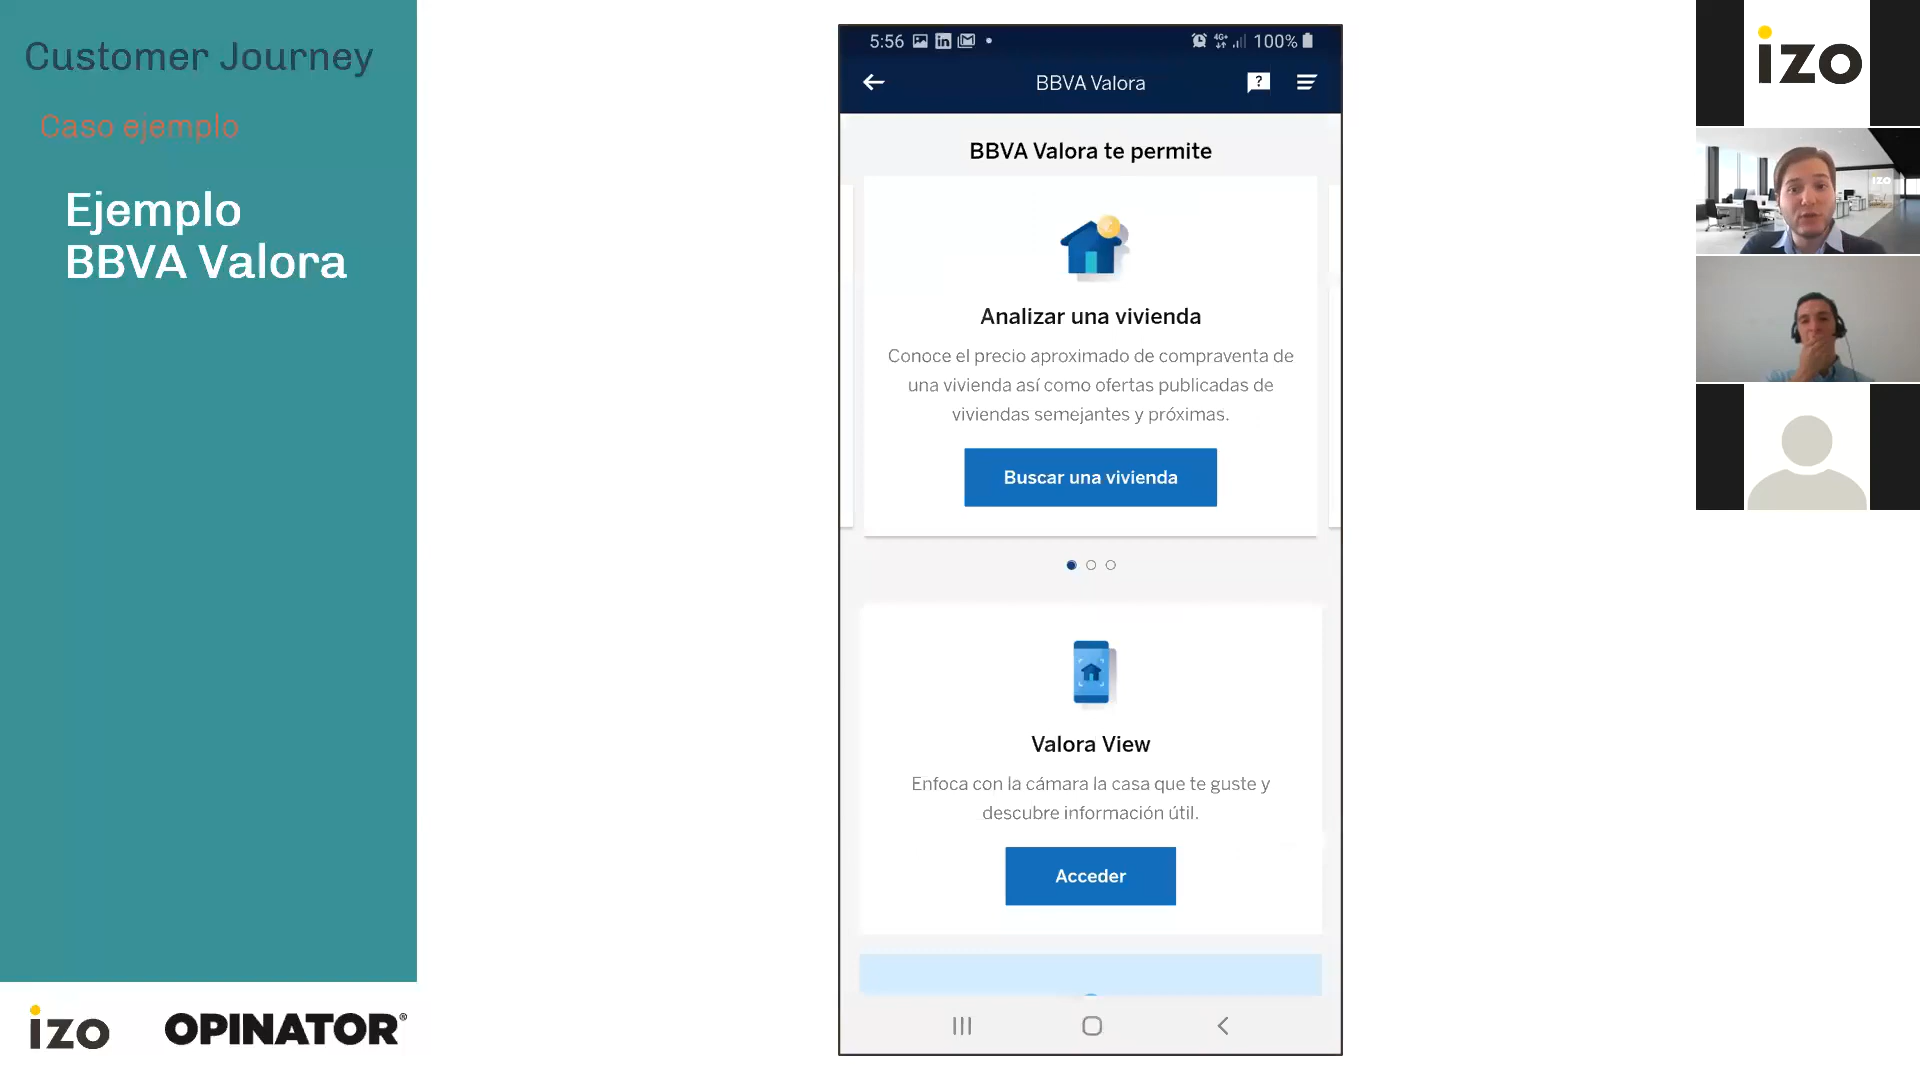 Customer Journey
Caso ejemplo
Ejemplo
BBVA Valora
izo
OPINATOR®
5:56
4G+
100%
BBVA Valora
?
BBVA Valora te permite
Analizar una vivienda
Conoce el precio aproximado de compraventa de
una vivienda así como ofertas publicadas de
viviendas semejantes y próximas.
Buscar una vivienda
Valora View
Enfoca con la cámara la casa que te guste y
descubre información útil.
Acceder
izo
izo